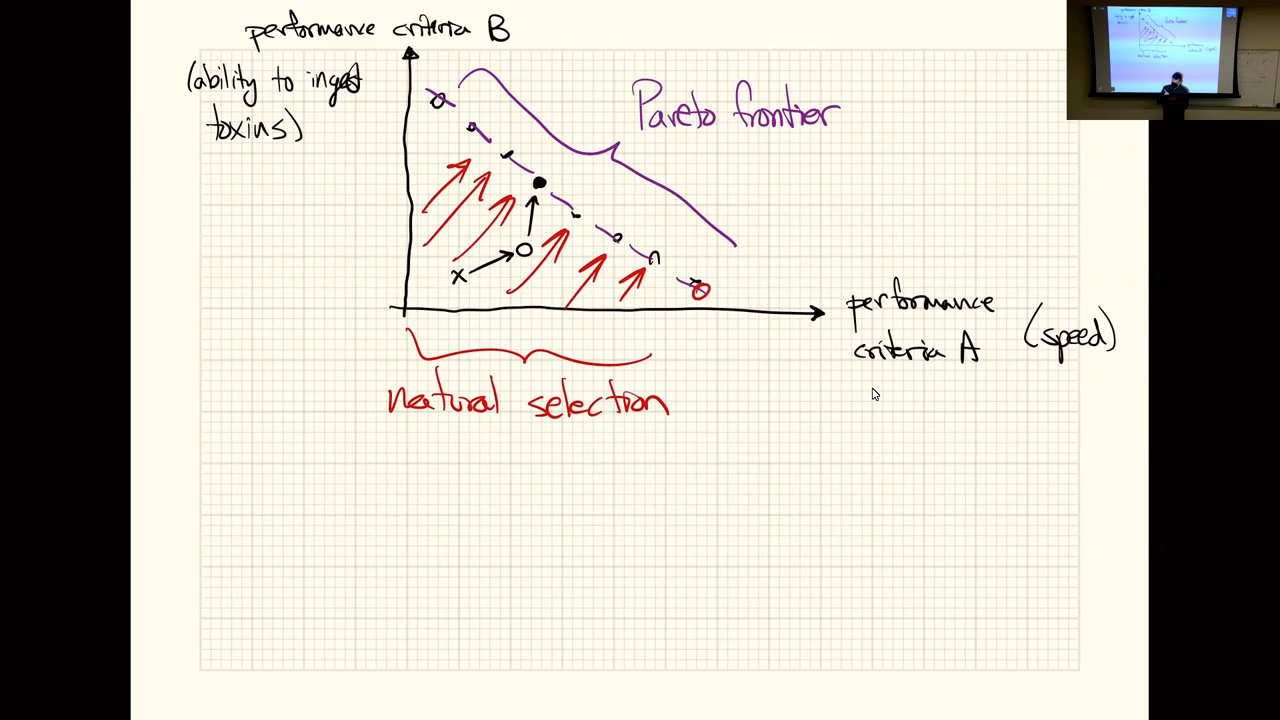 performance criteria B
(ability to ingest
toxins)
Pareto frontier
x
performance
criteria A
(speed)
natural selection